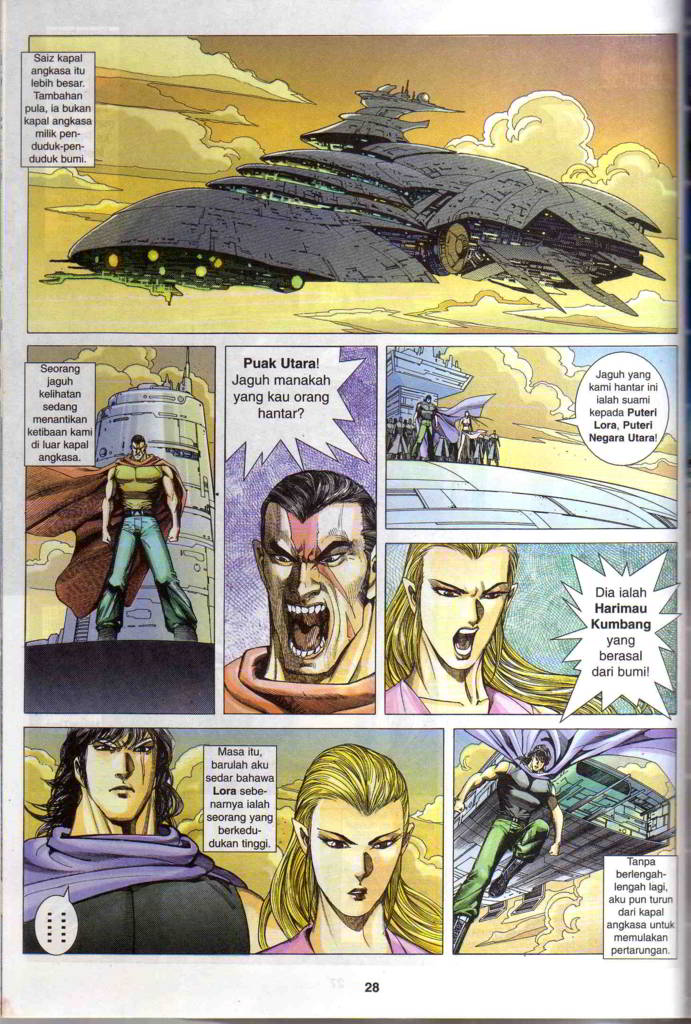 Saiz kapal
angkasa itu
lebih besar.
Tambahan
pula, ia bukan
kapal angkasa
milik pen-
duduk-pen-
duduk bumi.
Seorang
jaguh
kelihatan
sedang
menantikan
ketibaan kami
di luar kapal
angkasa.
Puak Utara!
Jaguh manakah
yang kau orang
hantar?
Jaguh yang
kami hantar ini
ialah suami
kepada Puteri
Lora, Puteri
Negara Utara!
Dia ialah
Harimau
Kumbang
yang
berasal
dari bumi!
Masa itu,
barulah aku
sedar bahawa
Lora sebe-
narnya ialah
seorang yang
berkedu-
dukan tinggi.
Tanpa
berlengah-
lengah lagi,
aku pun turun
dari kapal
angkasa untuk
memulakan
pertarungan.
28